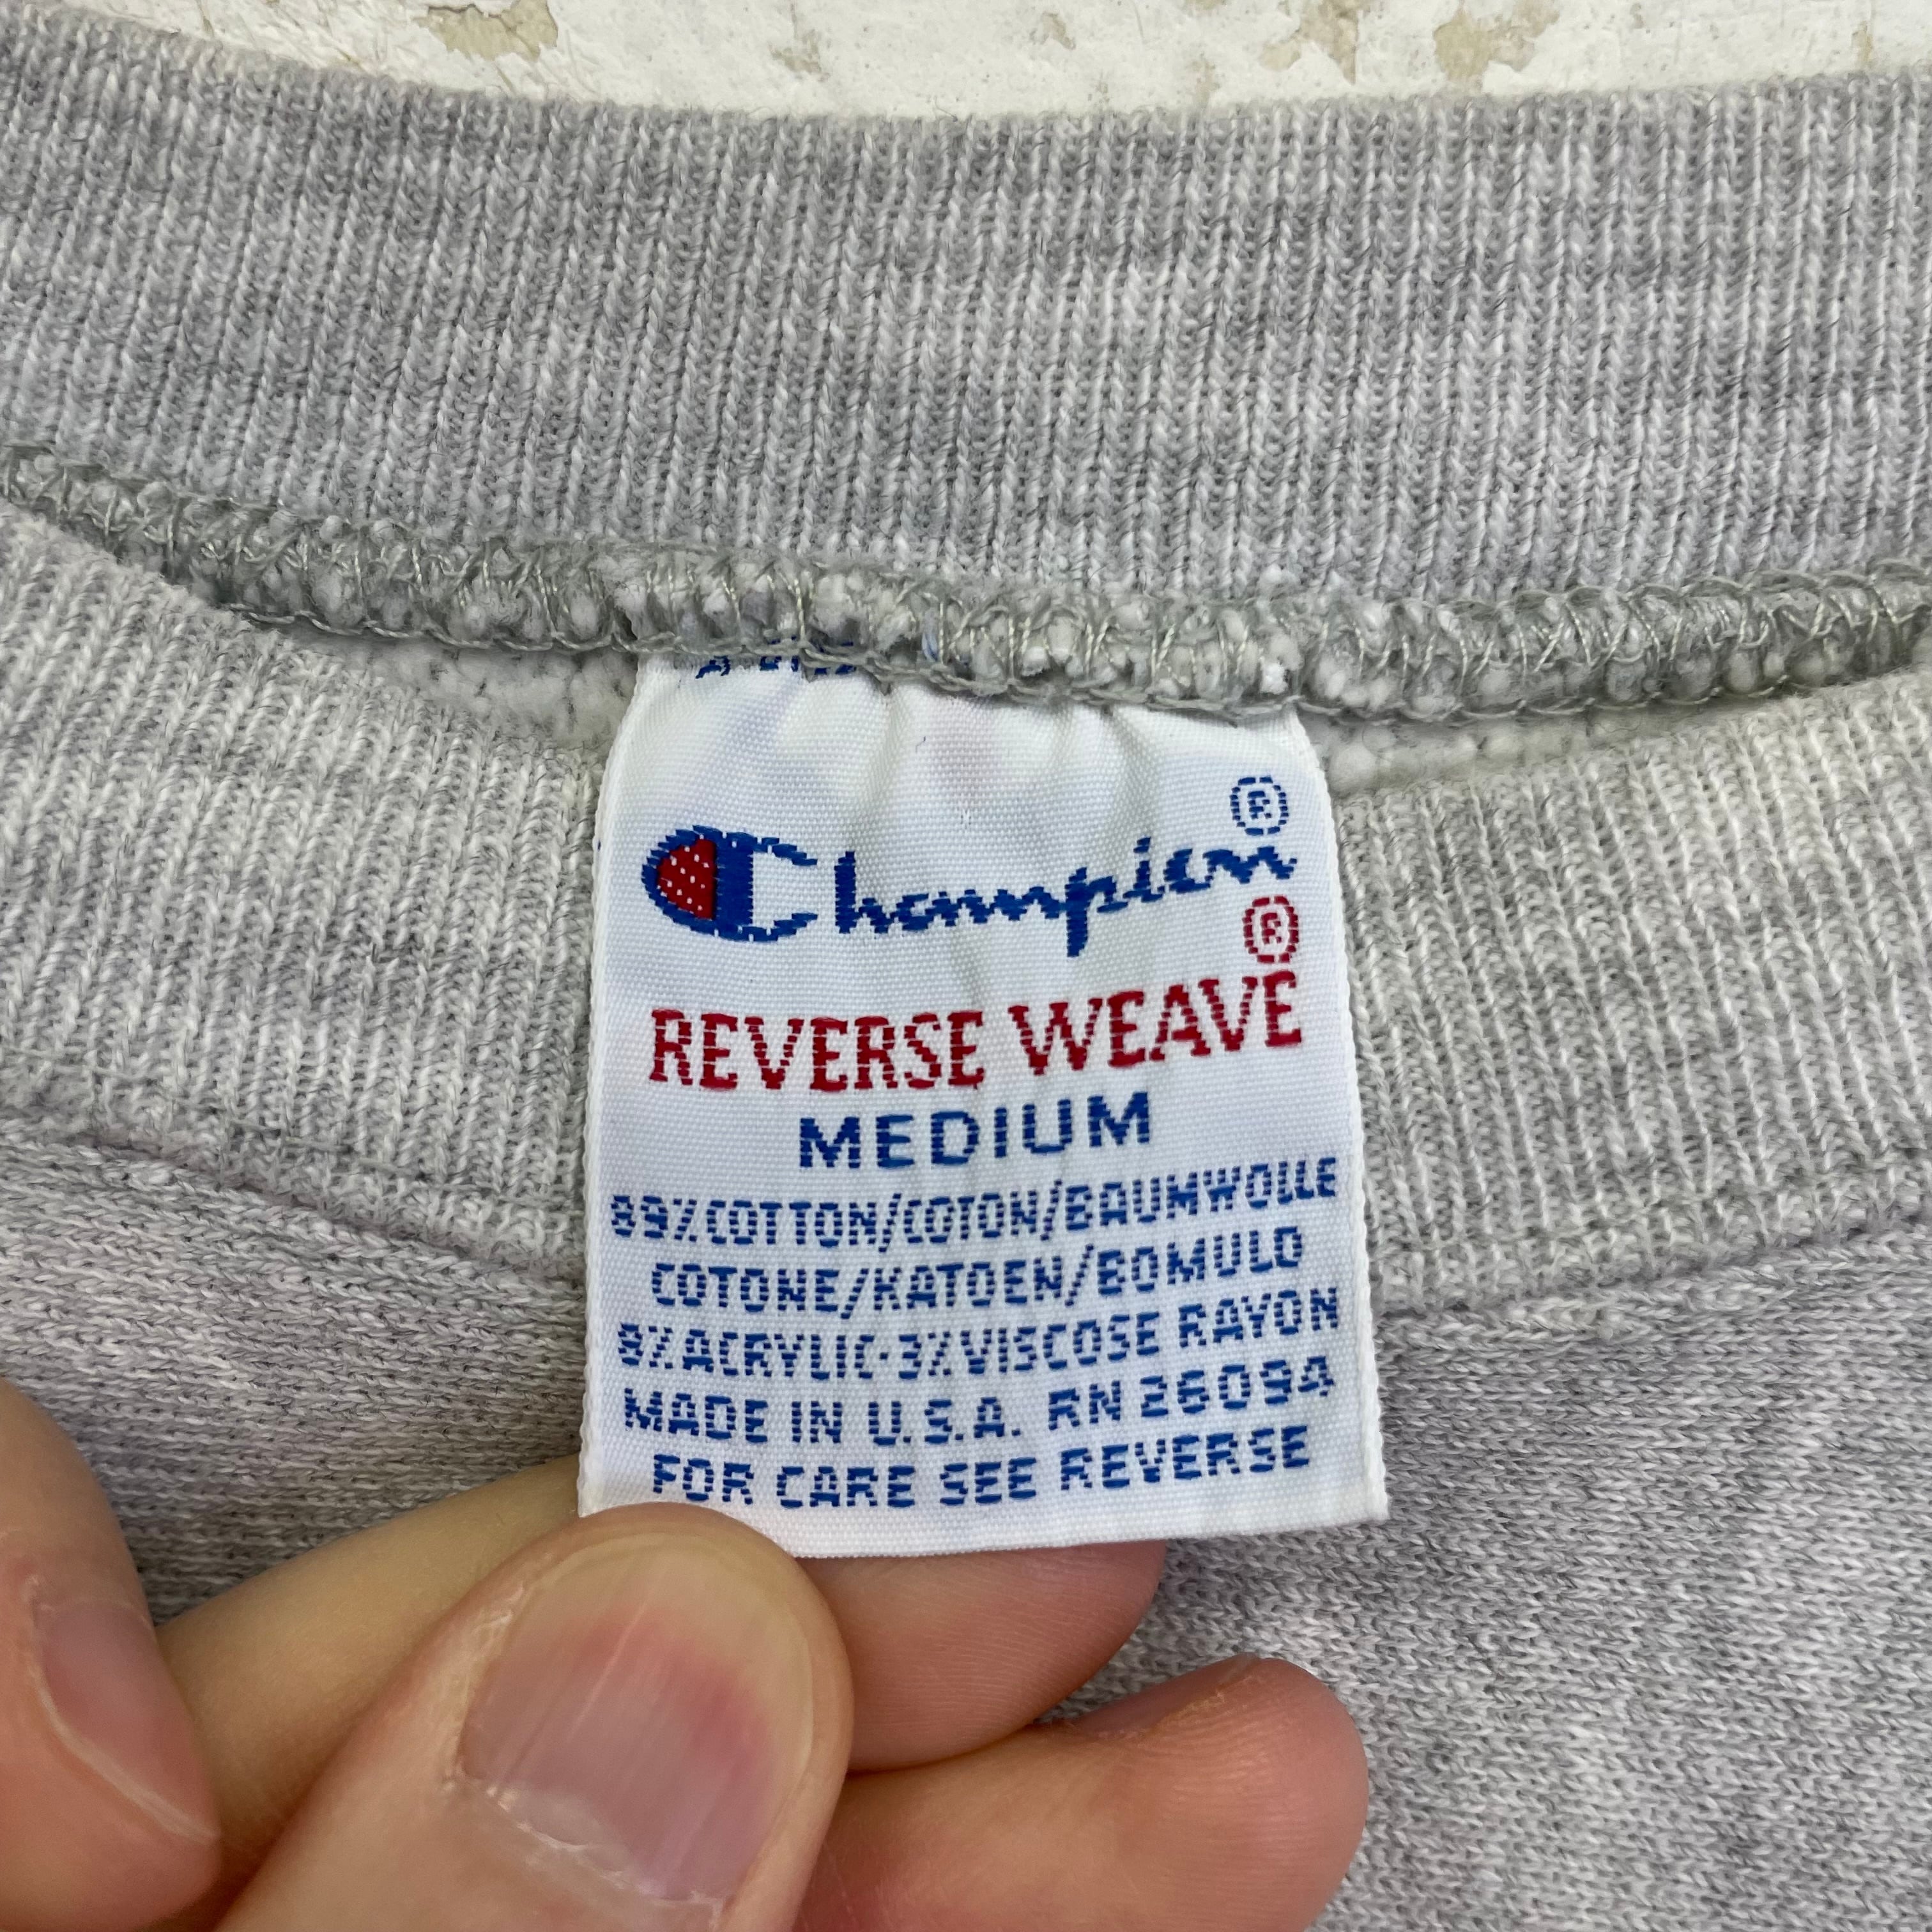 Champion®
®
REVERSE WEAVE
MEDIUM
89% COTTON/COTON/BAUMWOLLE
COTONE/KATOEN/BOMULD
8% ACRYLIC·3% VISCOSE RAYON
MADE IN U.S.A. RN 26094
FOR CARE SEE REVERSE